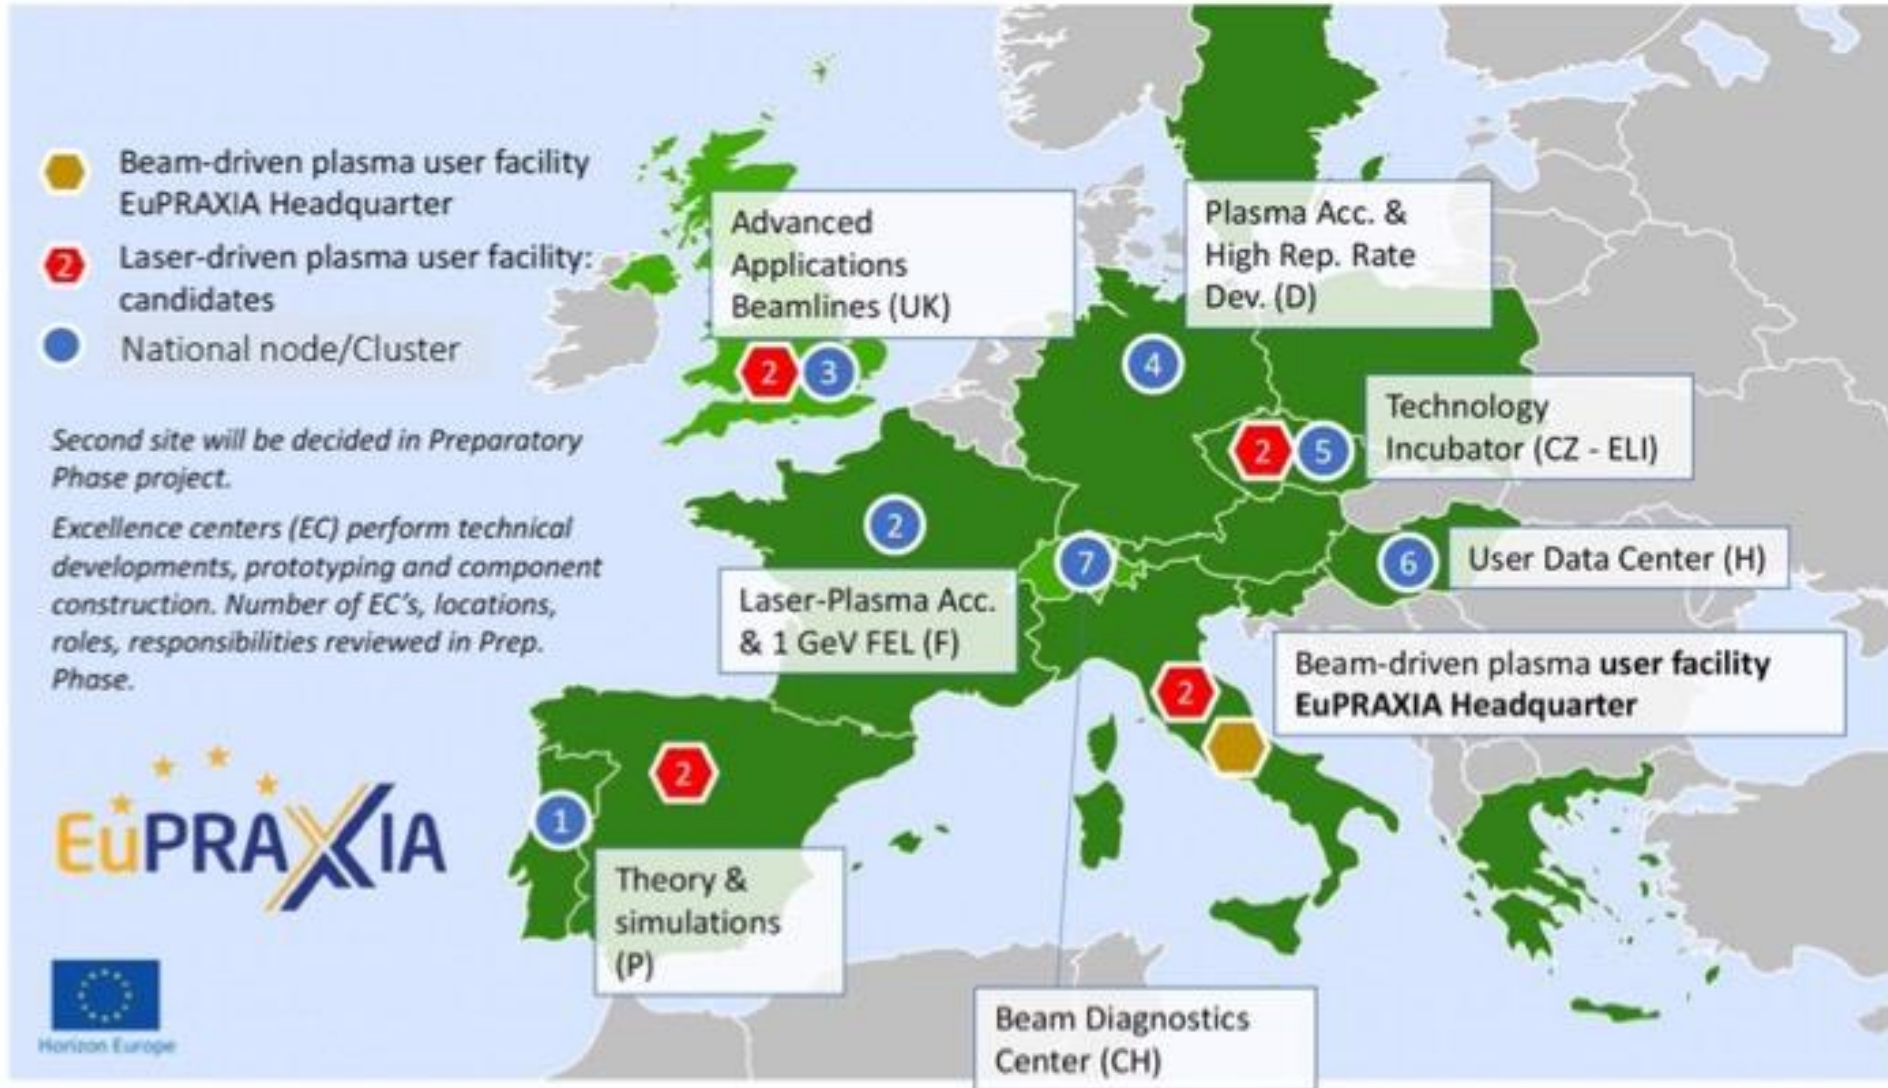 Beam-driven plasma user facility
EuPRAXIA Headquarter
2
Laser-driven plasma user facility:
candidates
National node/Cluster
Second site will be decided in Preparatory
Phase project.
Excellence centers (EC) perform technical
developments, prototyping and component
construction. Number of EC's, locations,
roles, responsibilities reviewed in Prep.
Phase.
EuPRAXIA
Horizon Europe
Advanced
Applications
Beamlines (UK)
2
3
Plasma Acc. &
High Rep. Rate
Dev. (D)
4
Technology
Incubator (CZ - ELI)
2
5
2
Laser-Plasma Acc.
& 1 GeV FEL (F)
7
6
User Data Center (H)
Beam-driven plasma user facility
EuPRAXIA Headquarter
2
2
1
Theory &
simulations
(P)
Beam Diagnostics
Center (CH)